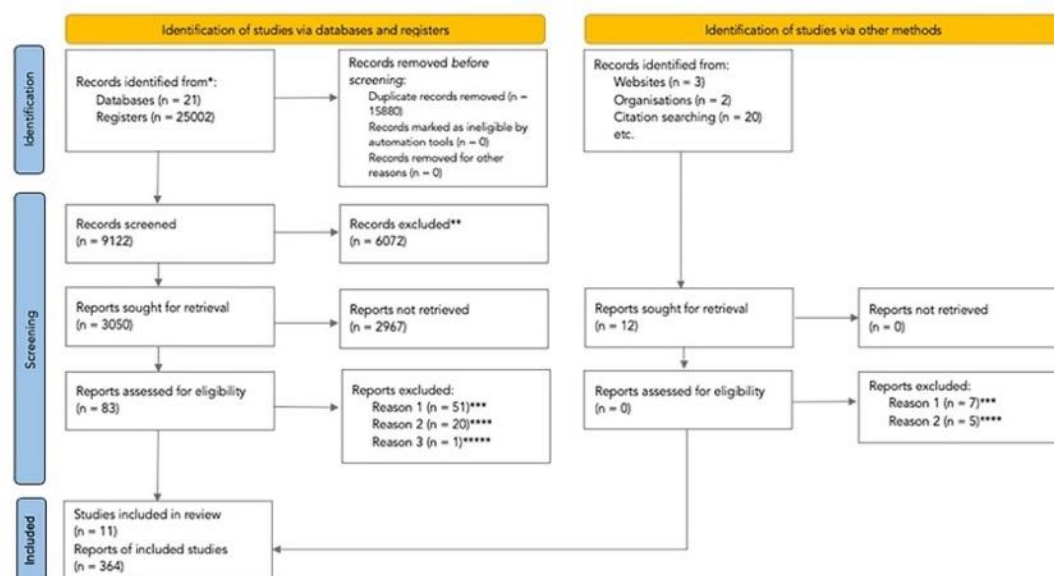 Identification of studies via databases and registers
Identification of studies via other methods
Identification
Records identified from*:
Databases (n = 21)
Registers (n = 25002)
Records removed before
screening:
Duplicate records removed (n =
15880)
Records marked as ineligible by
automation tools (n = 0)
Records removed for other
reasons (n = 0)
Records identified from:
Websites (n = 3)
Organisations (n = 2)
Citation searching (n = 20)
etc.
Screening
Records screened
(n = 9122)
Records excluded**
(n = 6072)
Reports sought for retrieval
(n = 3050)
Reports not retrieved
(n = 2967)
Reports sought for retrieval
(n = 12)
Reports not retrieved
(n = 0)
Reports assessed for eligibility
(n = 83)
Reports excluded:
Reason 1 (n = 51)***
Reason 2 (n = 20)****
Reason 3 (n = 1)*****
Reports assessed for eligibility
(n = 0)
Reports excluded:
Reason 1 (n = 7)***
Reason 2 (n = 5)****
Included
Studies included in review
(n = 11)
Reports of included studies
(n = 364)